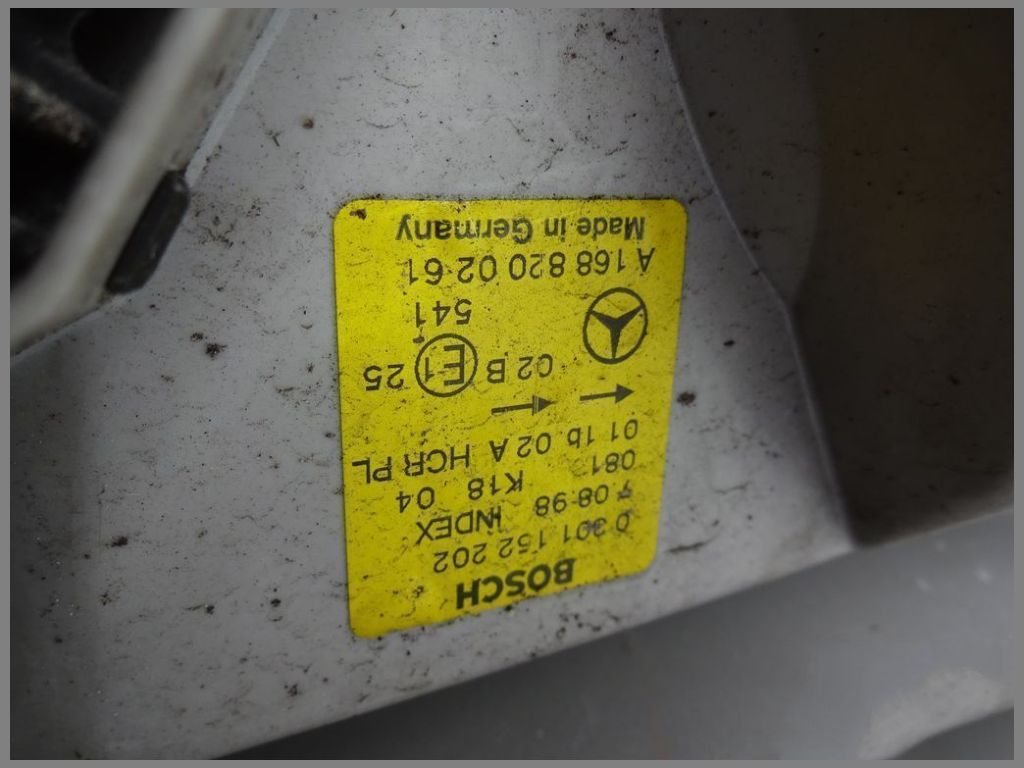 BOSCH
0 301 152 202
7.08.98 INDEX
081 K18 04
01 1b 02 A HCR PL
02 B E1 25
541
A 168 820 02 61
Made in Germany